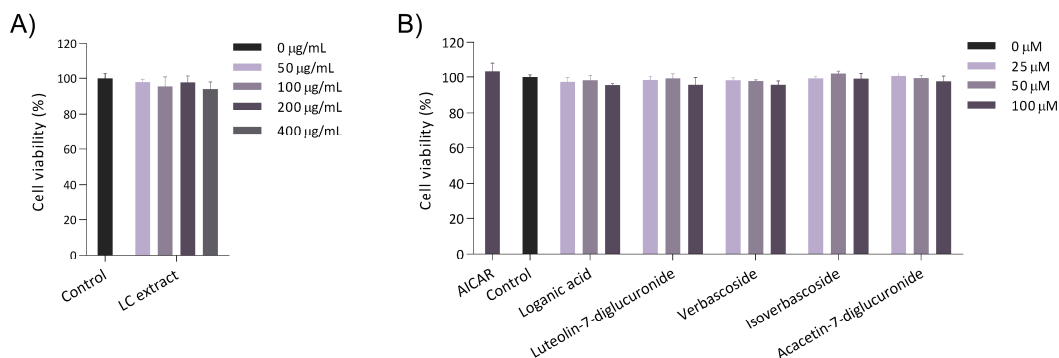 A)
Cell viability (%)
120
100
80
60
40
20
0
Control
LC extract
0 µg/mL
50 µg/mL
100 µg/mL
200 µg/mL
400 µg/mL
B)
Cell viability (%)
120
100
80
60
40
20
0
AICAR
Control
Loganic acid
Luteolin-7-diglucuronide
Verbascoside
Isoverbascoside
Acacetin-7-diglucuronide
0 µM
25 µM
50 µM
100 µM